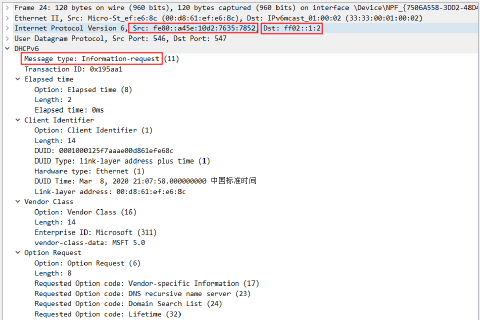 Frame 24: 120 bytes on wire (960 bits), 120 bytes captured (960 bits) on interface \Device\NPF_{7506A558-3DD2-48D4
Ethernet II, Src: Micro-St_ef:e6:8c (00:d8:61:ef:e6:8c), Dst: IPv6mcast_01:00:02 (33:33:00:01:00:02)
Internet Protocol Version 6, Src: fe80::a45e:10d2:7635:7852, Dst: ff02::1:2
User Datagram Protocol, Src Port: 546, Dst Port: 547
DHCPv6
Message type: Information-request (11)
Transaction ID: 0x195aa1
Elapsed time
Option: Elapsed time (8)
Length: 2
Elapsed time: 0ms
Client Identifier
Option: Client Identifier (1)
Length: 14
DUID: 0001000125f7aaae00d861efe68c
DUID Type: link-layer address plus time (1)
Hardware type: Ethernet (1)
DUID Time: Mar 8, 2020 21:07:58.000000000 中国标准时间
Link-layer address: 00:d8:61:ef:e6:8c
Vendor Class
Option: Vendor Class (16)
Length: 14
Enterprise ID: Microsoft (311)
vendor-class-data: MSFT 5.0
Option Request
Option: Option Request (6)
Length: 8
Requested Option code: Vendor-specific Information (17)
Requested Option code: DNS recursive name server (23)
Requested Option code: Domain Search List (24)
Requested Option code: Lifetime (32)